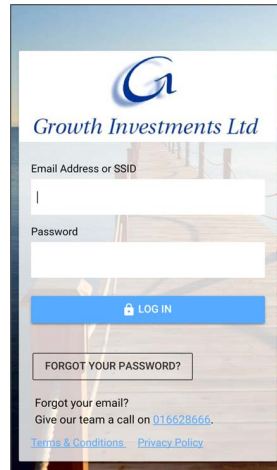 G
Growth Investments Ltd
Email Address or SSID
Password
LOG IN
FORGOT YOUR PASSWORD?
Forgot your email?
Give our team a call on 016628666.
Terms & Conditions Privacy Policy